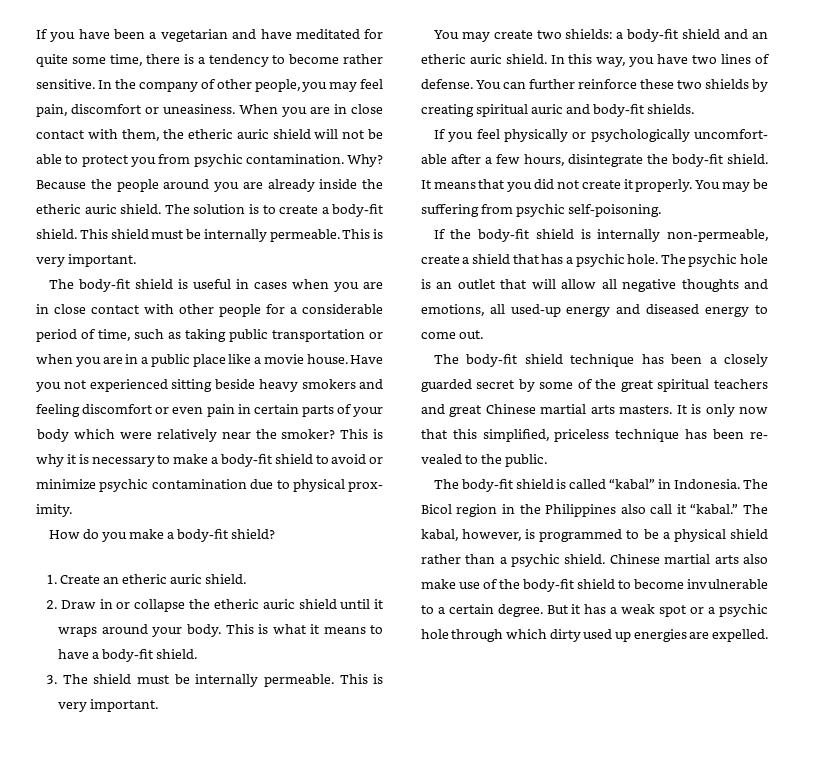 If you have been a vegetarian and have meditated for
quite some time, there is a tendency to become rather
sensitive. In the company of other people, you may feel
pain, discomfort or uneasiness. When you are in close
contact with them, the etheric auric shield will not be
able to protect you from psychic contamination. Why?
Because the people around you are already inside the
etheric auric shield. The solution is to create a body-fit
shield. This shield must be internally permeable. This is
very important.
The body-fit shield is useful in cases when you are
in close contact with other people for a considerable
period of time, such as taking public transportation or
when you are in a public place like a movie house. Have
you not experienced sitting beside heavy smokers and
feeling discomfort or even pain in certain parts of your
body which were relatively near the smoker? This is
why it is necessary to make a body-fit shield to avoid or
minimize psychic contamination due to physical prox-
imity.
How do you make a body-fit shield?
1. Create an etheric auric shield.
2. Draw in or collapse the etheric auric shield until it
wraps around your body. This is what it means to
have a body-fit shield.
3. The shield must be internally permeable. This is
very important.
You may create two shields: a body-fit shield and an
etheric auric shield. In this way, you have two lines of
defense. You can further reinforce these two shields by
creating spiritual auric and body-fit shields.
If you feel physically or psychologically uncomfort-
able after a few hours, disintegrate the body-fit shield.
It means that you did not create it properly. You may be
suffering from psychic self-poisoning.
If the body-fit shield is internally non-permeable,
create a shield that has a psychic hole. The psychic hole
is an outlet that will allow all negative thoughts and
emotions, all used-up energy and diseased energy to
come out.
The body-fit shield technique has been a closely
guarded secret by some of the great spiritual teachers
and great Chinese martial arts masters. It is only now
that this simplified, priceless technique has been re-
vealed to the public.
The body-fit shield is called “kabal” in Indonesia. The
Bicol region in the Philippines also call it “kabal.” The
kabal, however, is programmed to be a physical shield
rather than a psychic shield. Chinese martial arts also
make use of the body-fit shield to become invulnerable
to a certain degree. But it has a weak spot or a psychic
hole through which dirty used up energies are expelled.